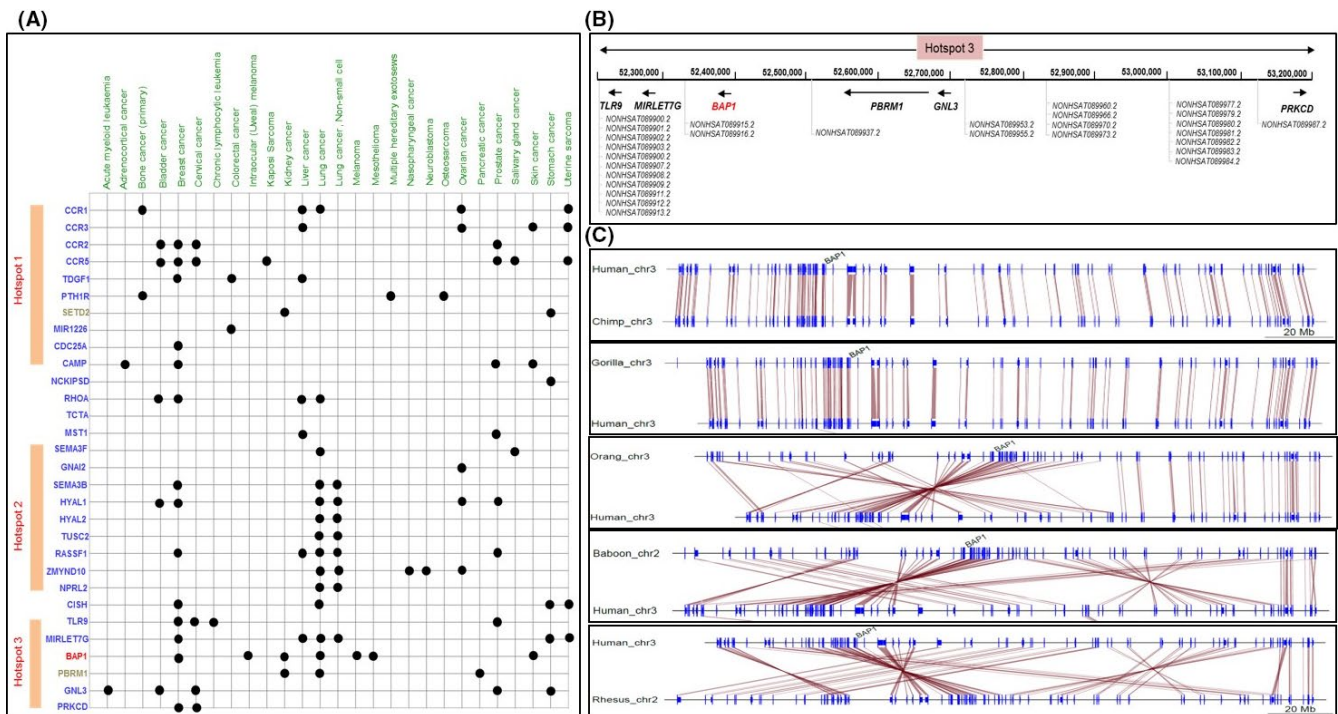 (A)
Acute myeloid leukaemia
Adrenocortical cancer
Bone cancer (primary)
Bladder cancer
Breast cancer
Cervical cancer
Chronic lymphocytic leukemia
Colorectal cancer
Intraocular (Uveal) melanoma
Kaposi Sarcoma
Kidney cancer
Liver cancer
Lung cancer
Lung cancer, Non-small cell
Melanoma
Mesothelioma
Multiple hereditary exotosews
Nasopharyngeal cancer
Neuroblastoma
Osteosarcoma
Ovarian cancer
Pancreatic cancer
Prostate cancer
Salivary gland cancer
Skin cancer
Stomach cancer
Uterine sarcoma
Hotspot 1
CCR1
CCR3
CCR2
CCR5
TDGF1
PTH1R
SETD2
MIR1226
CDC25A
CAMP
NCKIPSD
RHOA
TCTA
MST1
Hotspot 2
SEMA3F
GNAI2
SEMA3B
HYAL1
HYAL2
TUSC2
RASSF1
ZMYND10
NPRL2
CISH
Hotspot 3
TLR9
MIRLET7G
BAP1
PBRM1
GNL3
PRKCD
(B)
Hotspot 3
52,300,000 52,400,000 52,500,000 52,600,000 52,700,000 52,800,000 52,900,000 53,000,000 53,100,000 53,200,000
TLR9 MIRLET7G BAP1 PBRM1 GNL3 PRKCD
NONHSAT089900.2
NONHSAT089901.2
NONHSAT089902.2
NONHSAT089903.2
NONHSAT089900.2
NONHSAT089907.2
NONHSAT089908.2
NONHSAT089909.2
NONHSAT089911.2
NONHSAT089912.2
NONHSAT089913.2
NONHSAT089915.2
NONHSAT089916.2
NONHSAT089937.2
NONHSAT089953.2
NONHSAT089955.2
NONHSAT089960.2
NONHSAT089966.2
NONHSAT089970.2
NONHSAT089973.2
NONHSAT089977.2
NONHSAT089979.2
NONHSAT089980.2
NONHSAT089981.2
NONHSAT089982.2
NONHSAT089983.2
NONHSAT089984.2
NONHSAT089987.2
(C)
BAP1
Human_chr3
Chimp_chr3
20 Mb
BAP1
Gorilla_chr3
Human_chr3
BAP1
Orang_chr3
Human_chr3
BAP1
Baboon_chr2
Human_chr3
BAP1
Human_chr3
Rhesus_chr2
20 Mb